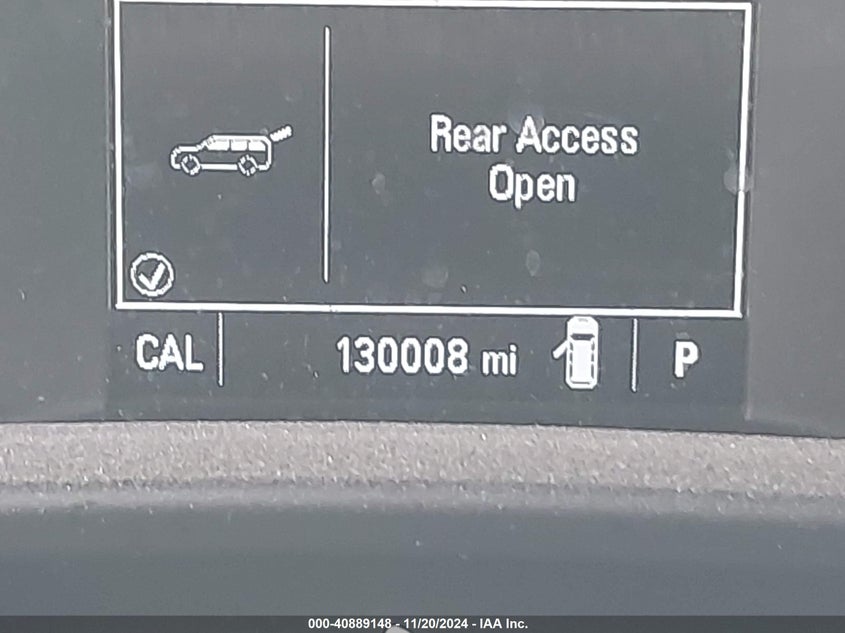 Rear Access
Open
CAL
130008 mi
P
000-40889148 - 11/20/2024 - IAA Inc.